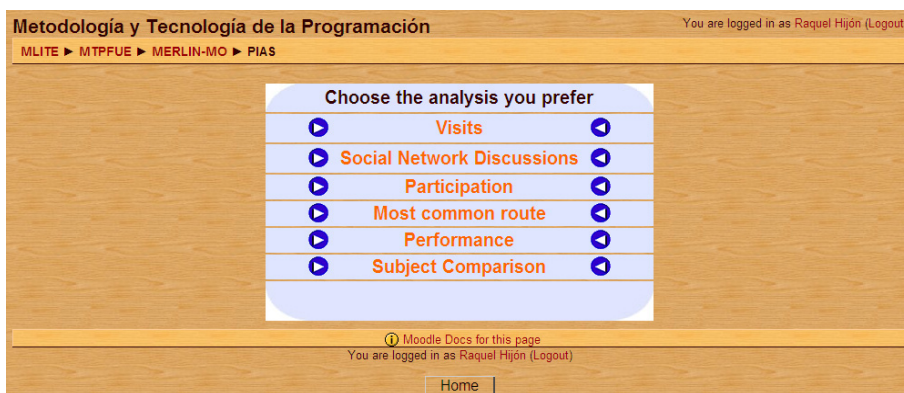 Metodología y Tecnología de la Programación
You are logged in as Raquel Hijón (Logout
MLITE ► MTPFUE ► MERLIN-MO ► PIAS
Choose the analysis you prefer
Visits
Social Network Discussions
Participation
Most common route
Performance
Subject Comparison
Moodle Docs for this page
You are logged in as Raquel Hijón (Logout)
Home